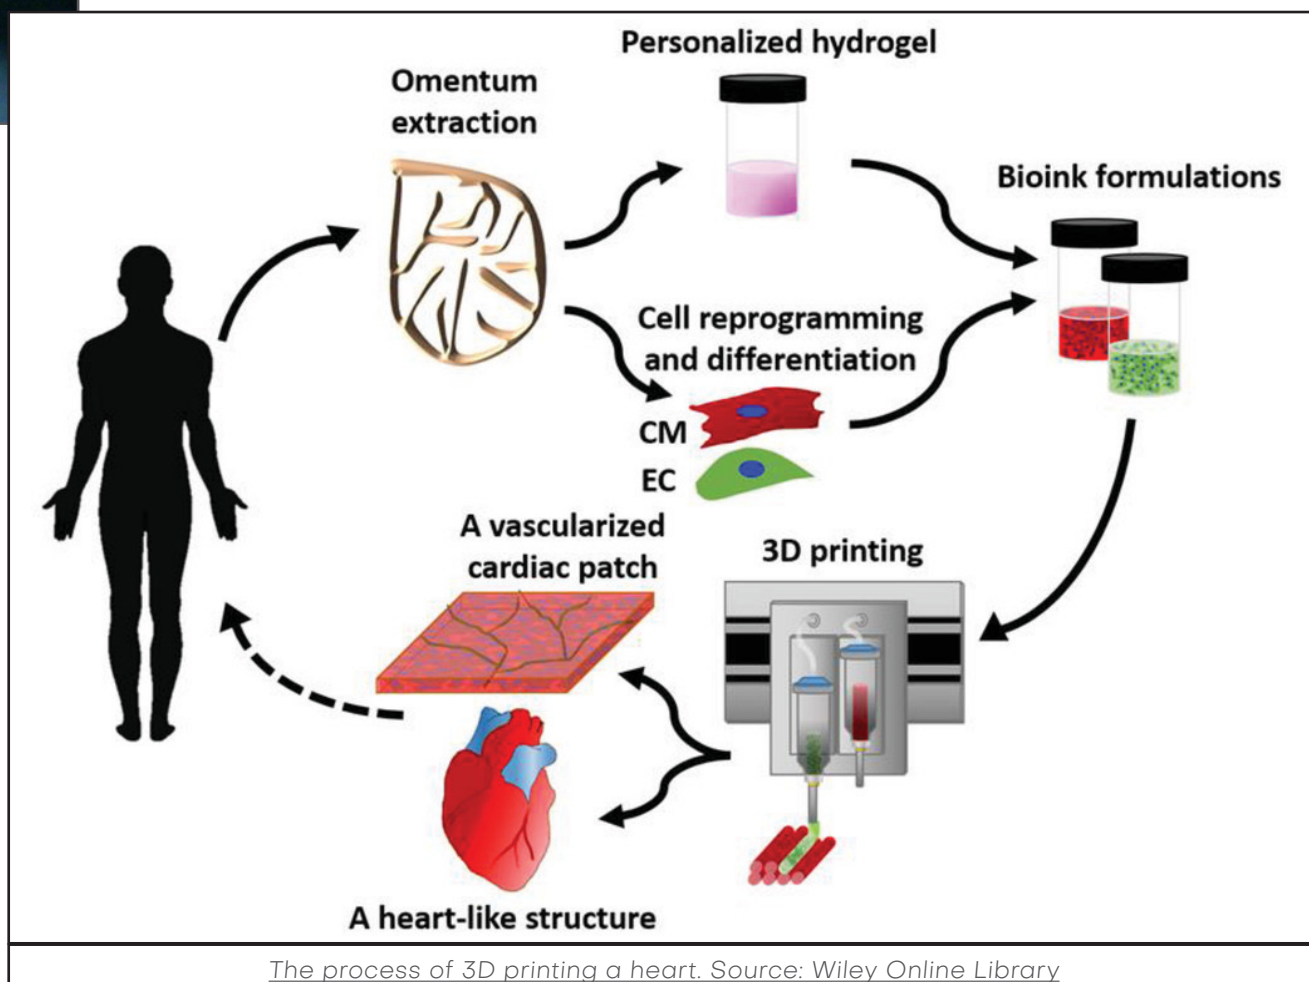 Personalized hydrogel
Omentum
extraction
Bioink formulations
Cell reprogramming
and differentiation
CM
EC
A vascularized
cardiac patch
3D printing
A heart-like structure
The process of 3D printing a heart. Source: Wiley Online Library